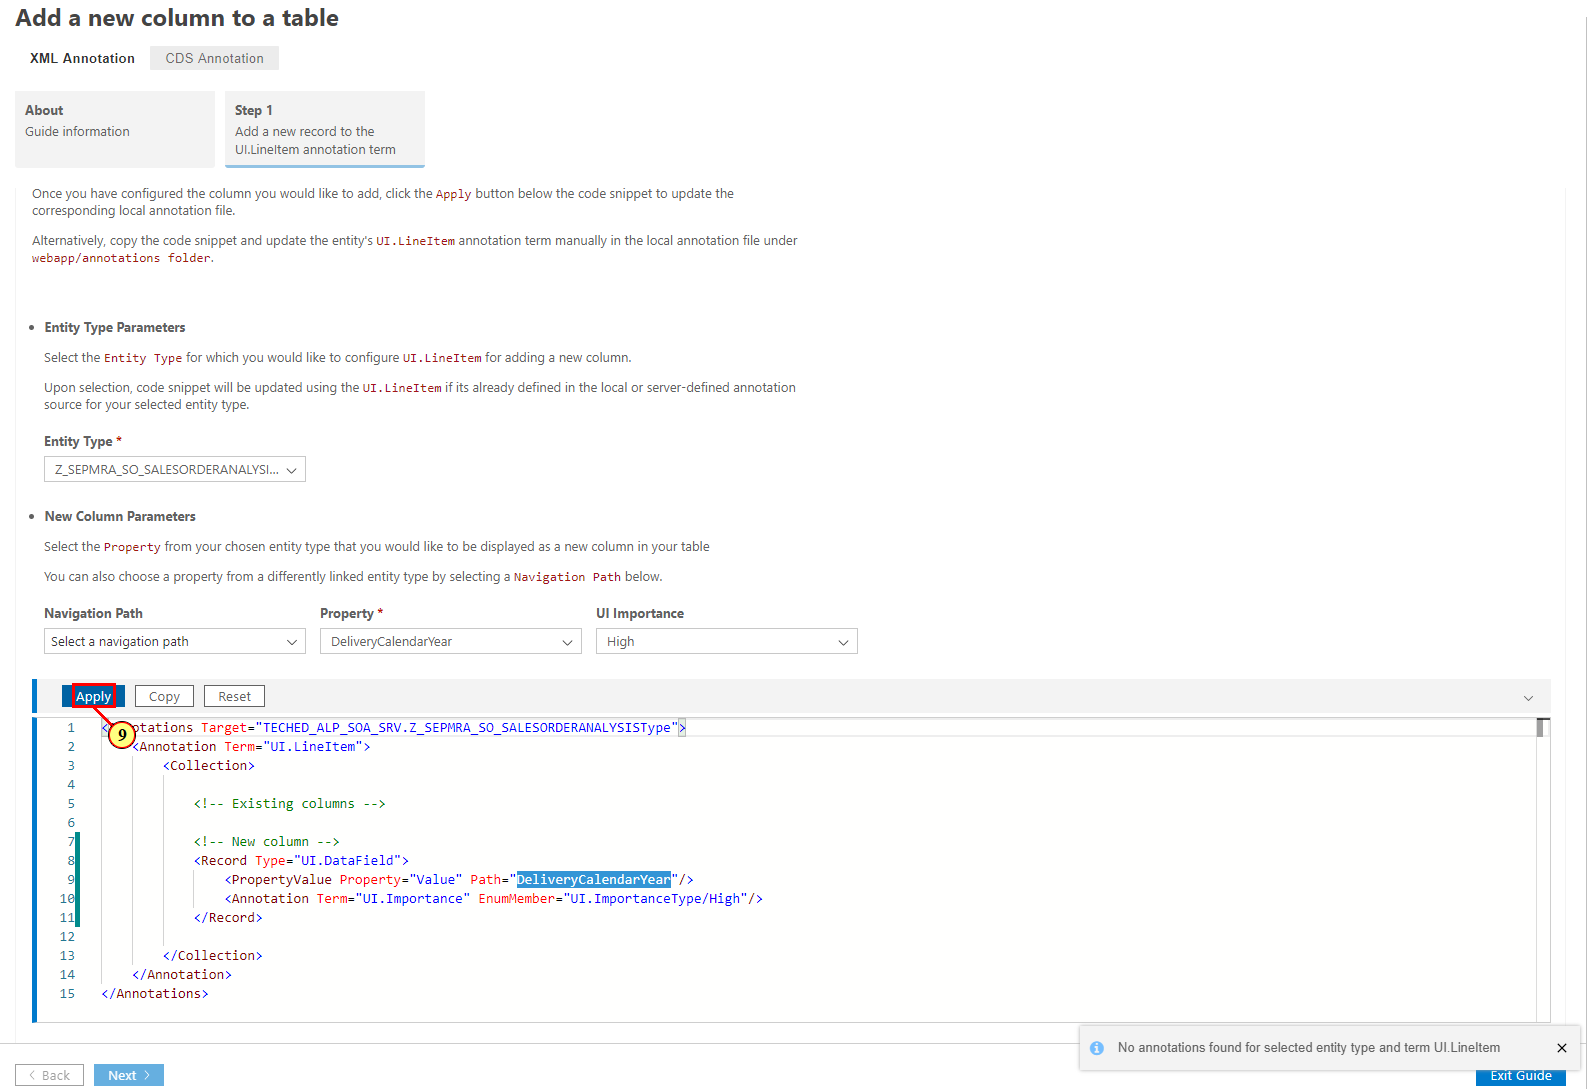 Add a new column to a table
XML Annotation CDS Annotation
About
Guide information
Step 1
Add a new record to the
UI.LineItem annotation term
Once you have configured the column you would like to add, click the Apply button below the code snippet to update the
corresponding local annotation file.
Alternatively, copy the code snippet and update the entity's UI.LineItem annotation term manually in the local annotation file under
webapp/annotations folder.
• Entity Type Parameters
Select the Entity Type for which you would like to configure UI.LineItem for adding a new column.
Upon selection, code snippet will be updated using the UI.LineItem if its already defined in the local or server-defined annotation
source for your selected entity type.
Entity Type *
Z_SEPMRA_SO_SALESORDERANALYSI...
• New Column Parameters
Select the Property from your chosen entity type that you would like to be displayed as a new column in your table
You can also choose a property from a differently linked entity type by selecting a Navigation Path below.
Navigation Path Property * UI Importance
Select a navigation path DeliveryCalendarYear High
Apply Copy Reset
9
1 <otations Target="TECHED_ALP_SOA_SRV.Z_SEPMRA_SO_SALESORDERANALYSISType">
2 <Annotation Term="UI.LineItem">
3 <Collection>
4
5 <!-- Existing columns -->
6
7 <!-- New column -->
8 <Record Type="UI.DataField">
9 <PropertyValue Property="Value" Path="DeliveryCalendarYear"/>
10 <Annotation Term="UI.Importance" EnumMember="UI.ImportanceType/High"/>
11 </Record>
12
13 </Collection>
14 </Annotation>
15 </Annotations>
No annotations found for selected entity type and term UI.LineItem
< Back Next > Exit Guide